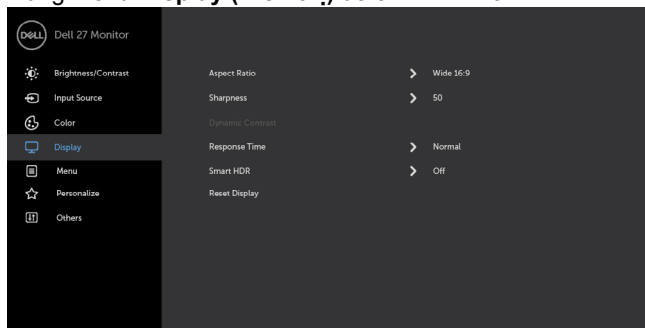 DELL
Dell 27 Monitor
Brightness/Contrast
Input Source
Color
Display
Menu
Personalize
Others
Aspect Ratio Wide 16:9
Sharpness 50
Dynamic Contrast
Response Time Normal
Smart HDR Off
Reset Display